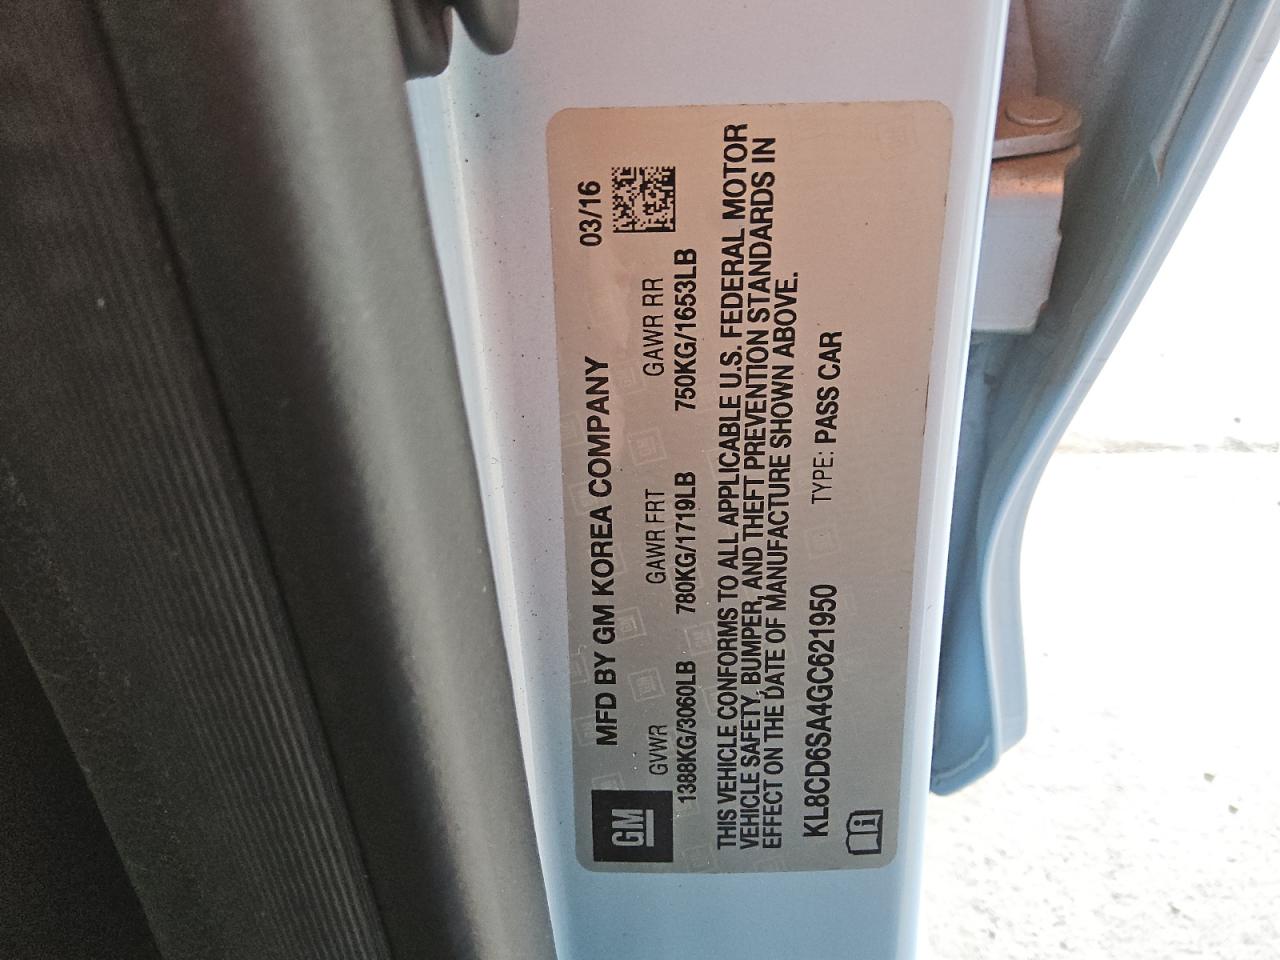 GM
MFD BY GM KOREA COMPANY 03/16
GVWR GAWR FRT GAWR RR
1388KG/3060LB 780KG/1719LB 750KG/1653LB
THIS VEHICLE CONFORMS TO ALL APPLICABLE U.S. FEDERAL MOTOR
VEHICLE SAFETY, BUMPER, AND THEFT PREVENTION STANDARDS IN
EFFECT ON THE DATE OF MANUFACTURE SHOWN ABOVE.
KL8CD6SA4GC621950 TYPE: PASS CAR